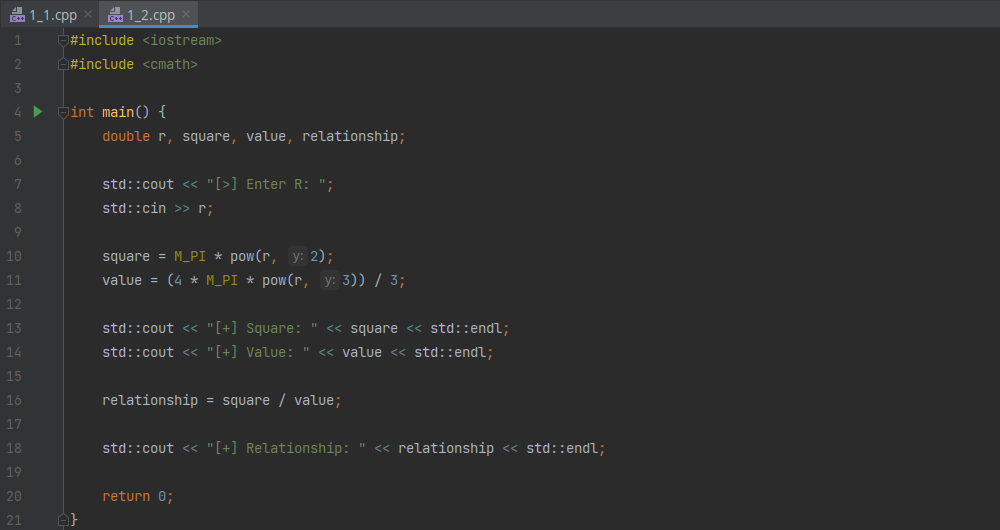 1_1.cpp 1_2.cpp
1 #include <iostream>
2 #include <cmath>
3
4 int main() {
5 double r, square, value, relationship;
6
7 std::cout << "[>] Enter R: ";
8 std::cin >> r;
9
10 square = M_PI * pow(r, y: 2);
11 value = (4 * M_PI * pow(r, y: 3)) / 3;
12
13 std::cout << "[+] Square: " << square << std::endl;
14 std::cout << "[+] Value: " << value << std::endl;
15
16 relationship = square / value;
17
18 std::cout << "[+] Relationship: " << relationship << std::endl;
19
20 return 0;
21 }